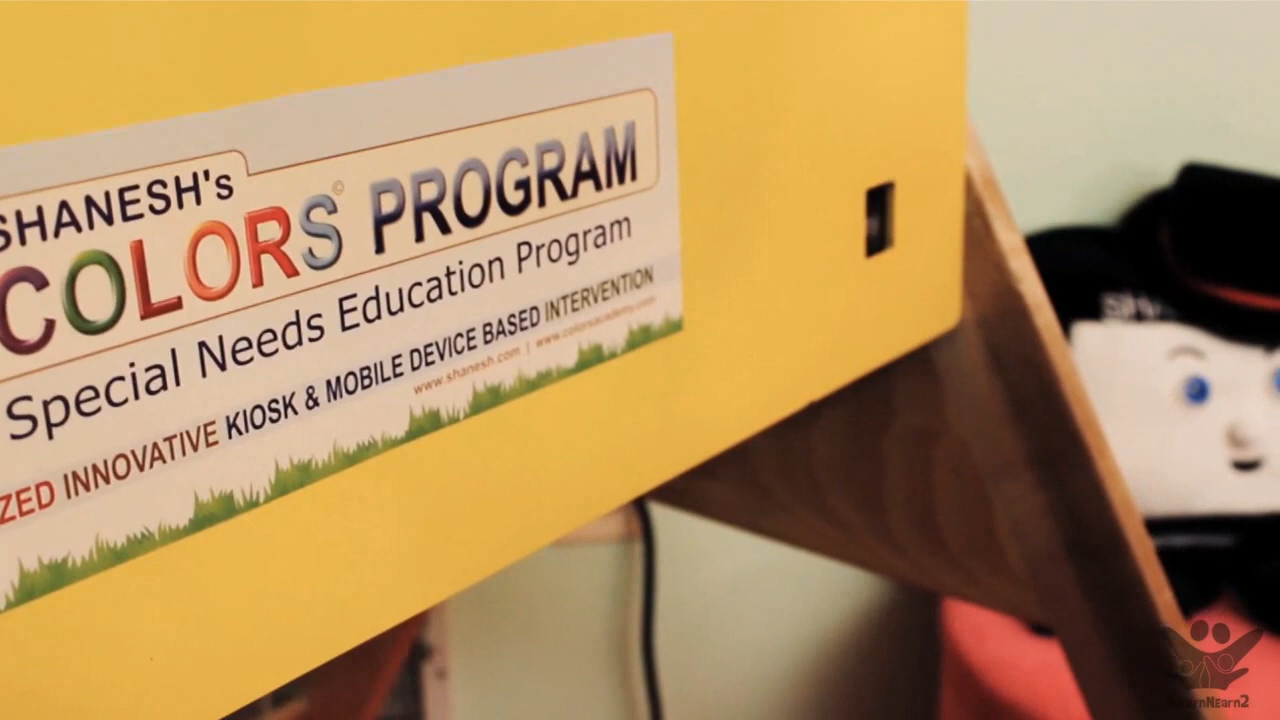 SHANESH's
COLORS© PROGRAM
Special Needs Education Program
ZED INNOVATIVE KIOSK & MOBILE DEVICE BASED INTERVENTION
www.shanesh.com | www.colorsacademy.com